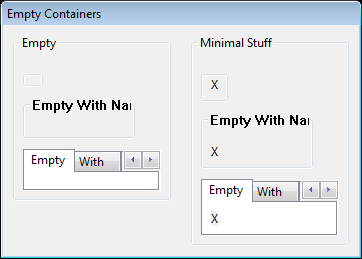 Empty Containers
Empty
Empty With Nar
Empty With
Minimal Stuff
X
Empty With Nar
X
Empty With
X